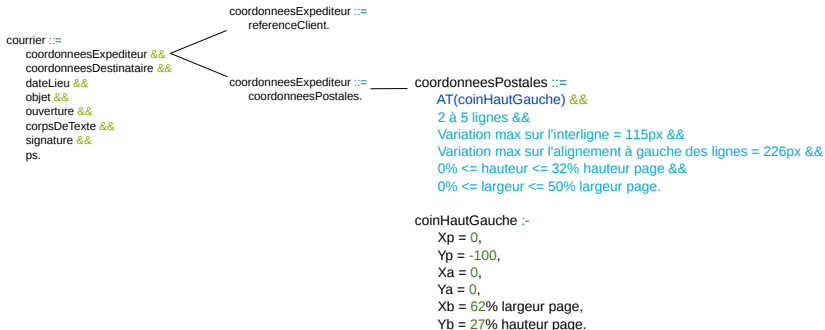 courrier ::=
coordonneesExpediteur &&
coordonneesDestinataire &&
dateLieu &&
objet &&
ouverture &&
corpsDeTexte &&
signature &&
ps.
coordonneesExpediteur ::=
referenceClient.
coordonneesExpediteur ::=
coordonneesPostales.
coordonneesPostales ::=
AT(coinHautGauche) &&
2 à 5 lignes &&
Variation max sur l'interligne = 115px &&
Variation max sur l'alignement à gauche des lignes = 226px &&
0% <= hauteur <= 32% hauteur page &&
0% <= largeur <= 50% largeur page.
coinHautGauche :-
Xp = 0,
Yp = -100,
Xa = 0,
Ya = 0,
Xb = 62% largeur page,
Yb = 27% hauteur page.